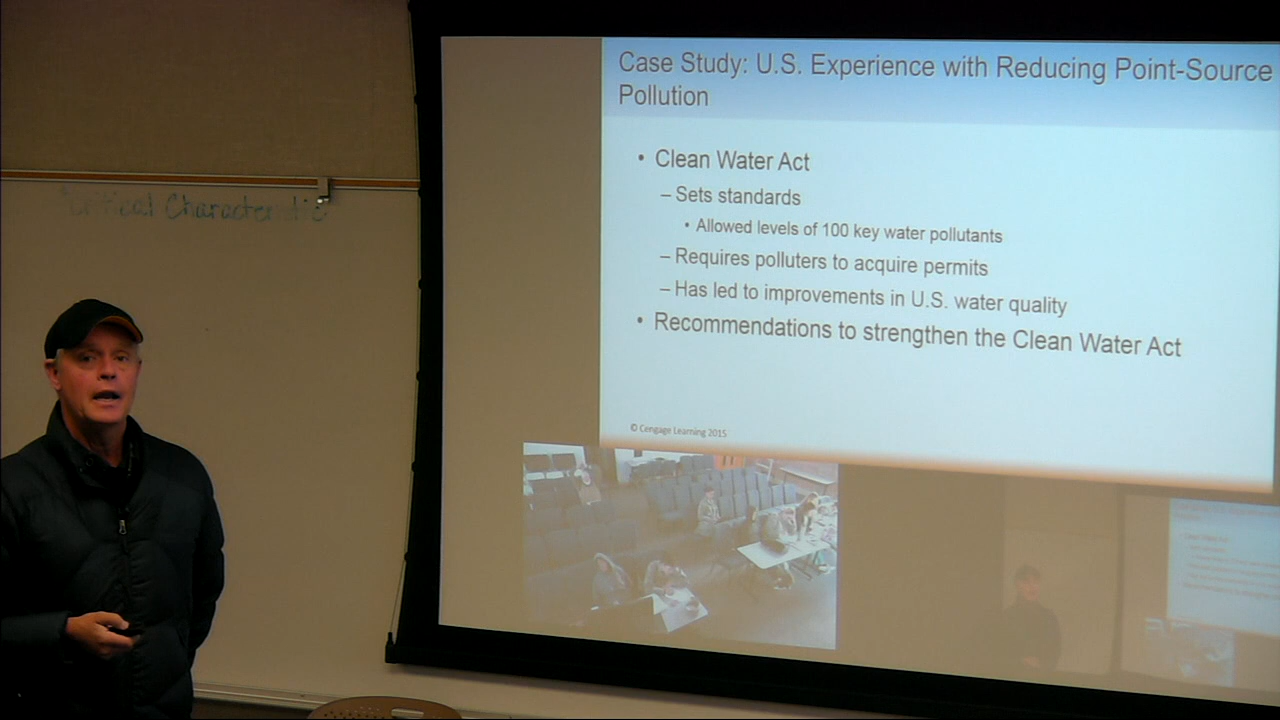 Critical Characteristic
Case Study: U.S. Experience with Reducing Point-Source
Pollution
• Clean Water Act
– Sets standards
• Allowed levels of 100 key water pollutants
– Requires polluters to acquire permits
– Has led to improvements in U.S. water quality
• Recommendations to strengthen the Clean Water Act
© Cengage Learning 2015